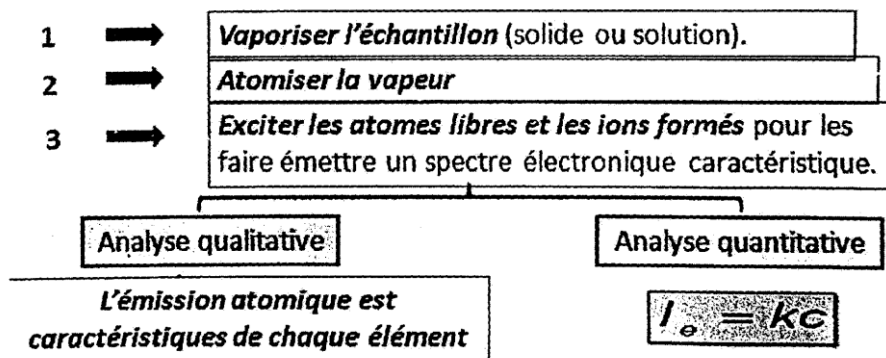 1 Vaporiser l'échantillon (solide ou solution).
2 Atomiser la vapeur
3 Exciter les atomes libres et les ions formés pour les
faire émettre un spectre électronique caractéristique.
Analyse qualitative Analyse quantitative
L'émission atomique est
caractéristiques de chaque élément
I_e = kc